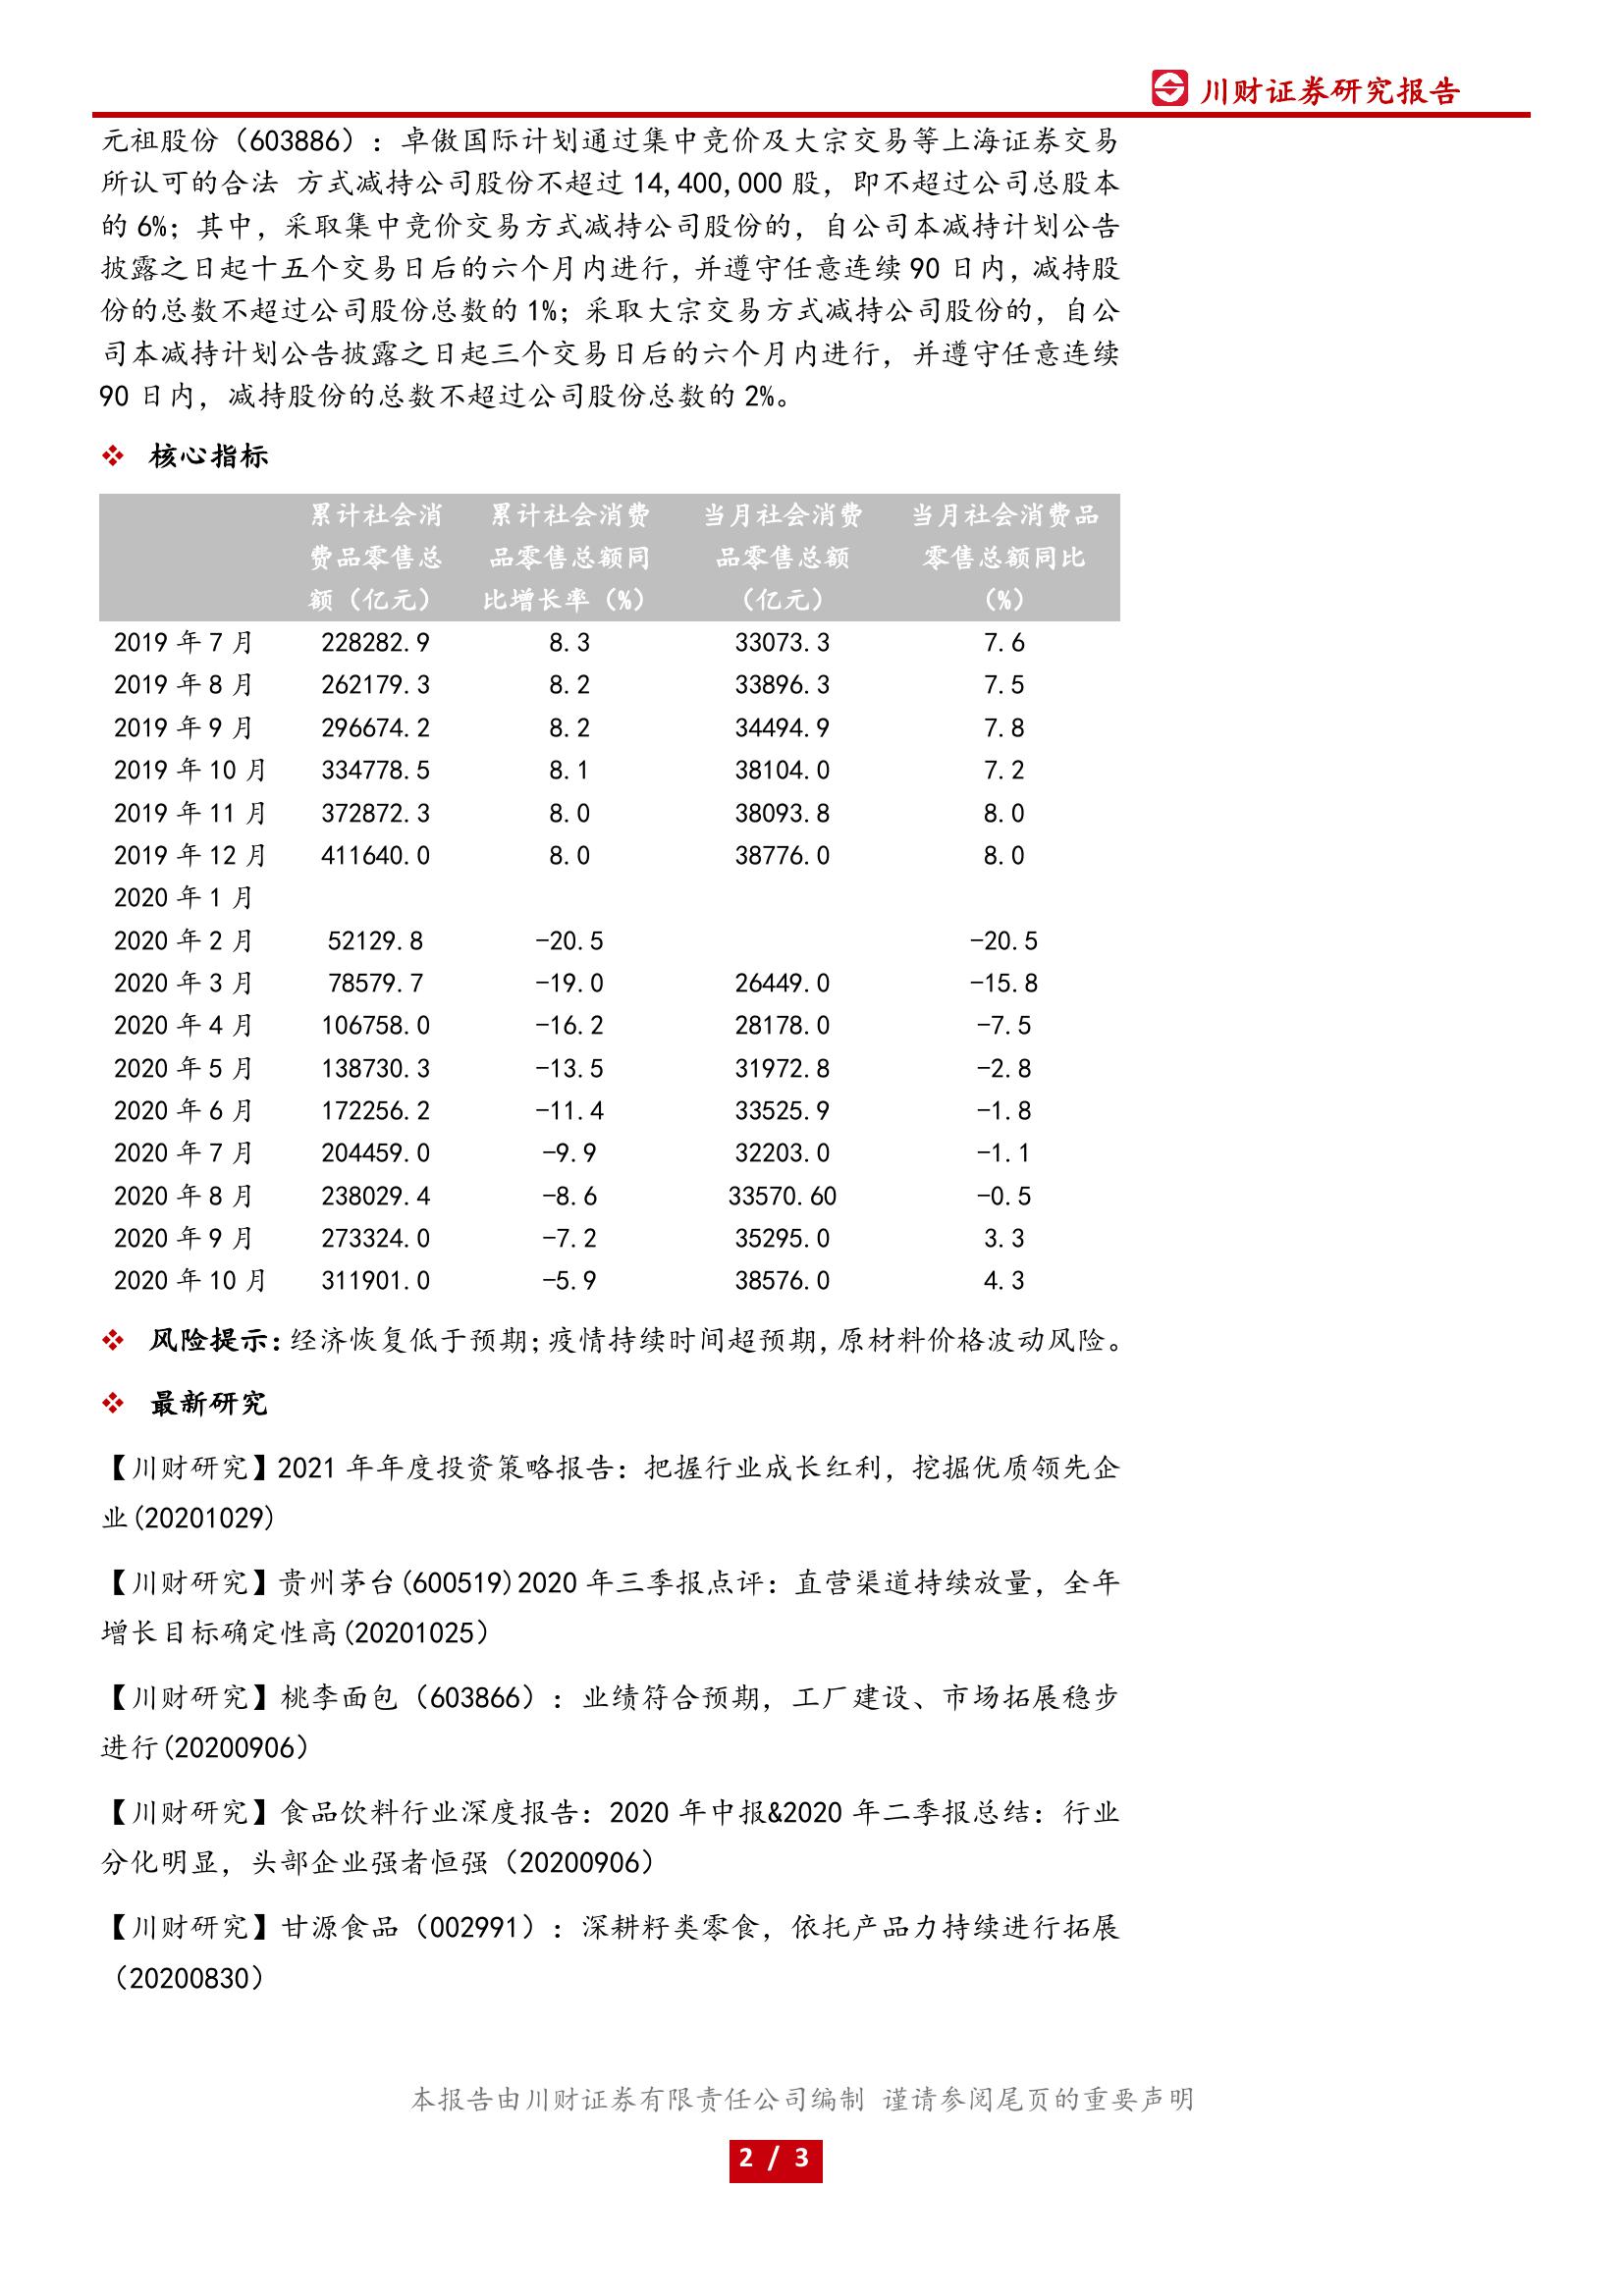 川财证券研究报告
元祖股份（603886）：卓傲国际计划通过集中竞价及大宗交易等上海证券交易
所认可的合法 方式减持公司股份不超过 14,400,000 股，即不超过公司总股本
的 6%；其中，采取集中竞价交易方式减持公司股份的，自公司本减持计划公告
披露之日起十五个交易日后的六个月内进行，并遵守任意连续 90 日内，减持股
份的总数不超过公司股份总数的 1%；采取大宗交易方式减持公司股份的，自公
司本减持计划公告披露之日起三个交易日后的六个月内进行，并遵守任意连续
90 日内，减持股份的总数不超过公司股份总数的 2%。
❖ 核心指标
累计社会消 累计社会消费 当月社会消费 当月社会消费品
费品零售总 品零售总额同 品零售总额 零售总额同比
额（亿元） 比增长率（%） （亿元） （%）
2019 年 7 月 228282.9 8.3 33073.3 7.6
2019 年 8 月 262179.3 8.2 33896.3 7.5
2019 年 9 月 296674.2 8.2 34494.9 7.8
2019 年 10 月 334778.5 8.1 38104.0 7.2
2019 年 11 月 372872.3 8.0 38093.8 8.0
2019 年 12 月 411640.0 8.0 38776.0 8.0
2020 年 1 月
2020 年 2 月 52129.8 -20.5 -20.5
2020 年 3 月 78579.7 -19.0 26449.0 -15.8
2020 年 4 月 106758.0 -16.2 28178.0 -7.5
2020 年 5 月 138730.3 -13.5 31972.8 -2.8
2020 年 6 月 172256.2 -11.4 33525.9 -1.8
2020 年 7 月 204459.0 -9.9 32203.0 -1.1
2020 年 8 月 238029.4 -8.6 33570.60 -0.5
2020 年 9 月 273324.0 -7.2 35295.0 3.3
2020 年 10 月 311901.0 -5.9 38576.0 4.3
❖ 风险提示：经济恢复低于预期；疫情持续时间超预期，原材料价格波动风险。
❖ 最新研究
【川财研究】2021 年年度投资策略报告：把握行业成长红利，挖掘优质领先企
业(20201029)
【川财研究】贵州茅台(600519)2020 年三季报点评：直营渠道持续放量，全年
增长目标确定性高(20201025）
【川财研究】桃李面包（603866）：业绩符合预期，工厂建设、市场拓展稳步
进行(20200906）
【川财研究】食品饮料行业深度报告：2020 年中报&2020 年二季报总结：行业
分化明显，头部企业强者恒强（20200906）
【川财研究】甘源食品（002991）：深耕籽类零食，依托产品力持续进行拓展
（20200830）
本报告由川财证券有限责任公司编制 谨请参阅尾页的重要声明
2 / 3